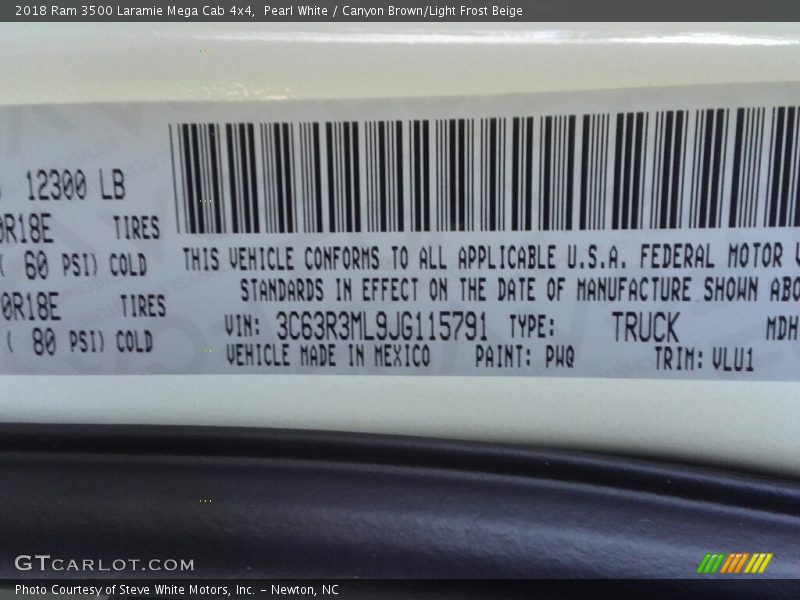 2018 Ram 3500 Laramie Mega Cab 4x4, Pearl White / Canyon Brown/Light Frost Beige
12300 LB
0R18E TIRES
( 60 PSI) COLD
0R18E TIRES
( 80 PSI) COLD
THIS VEHICLE CONFORMS TO ALL APPLICABLE U.S.A. FEDERAL MOTOR V
STANDARDS IN EFFECT ON THE DATE OF MANUFACTURE SHOWN ABO
VIN: 3C63R3ML9JG115791 TYPE: TRUCK MDH
VEHICLE MADE IN MEXICO PAINT: PWQ TRIM: VLU1
GTCARLOT.COM
Photo Courtesy of Steve White Motors, Inc. – Newton, NC